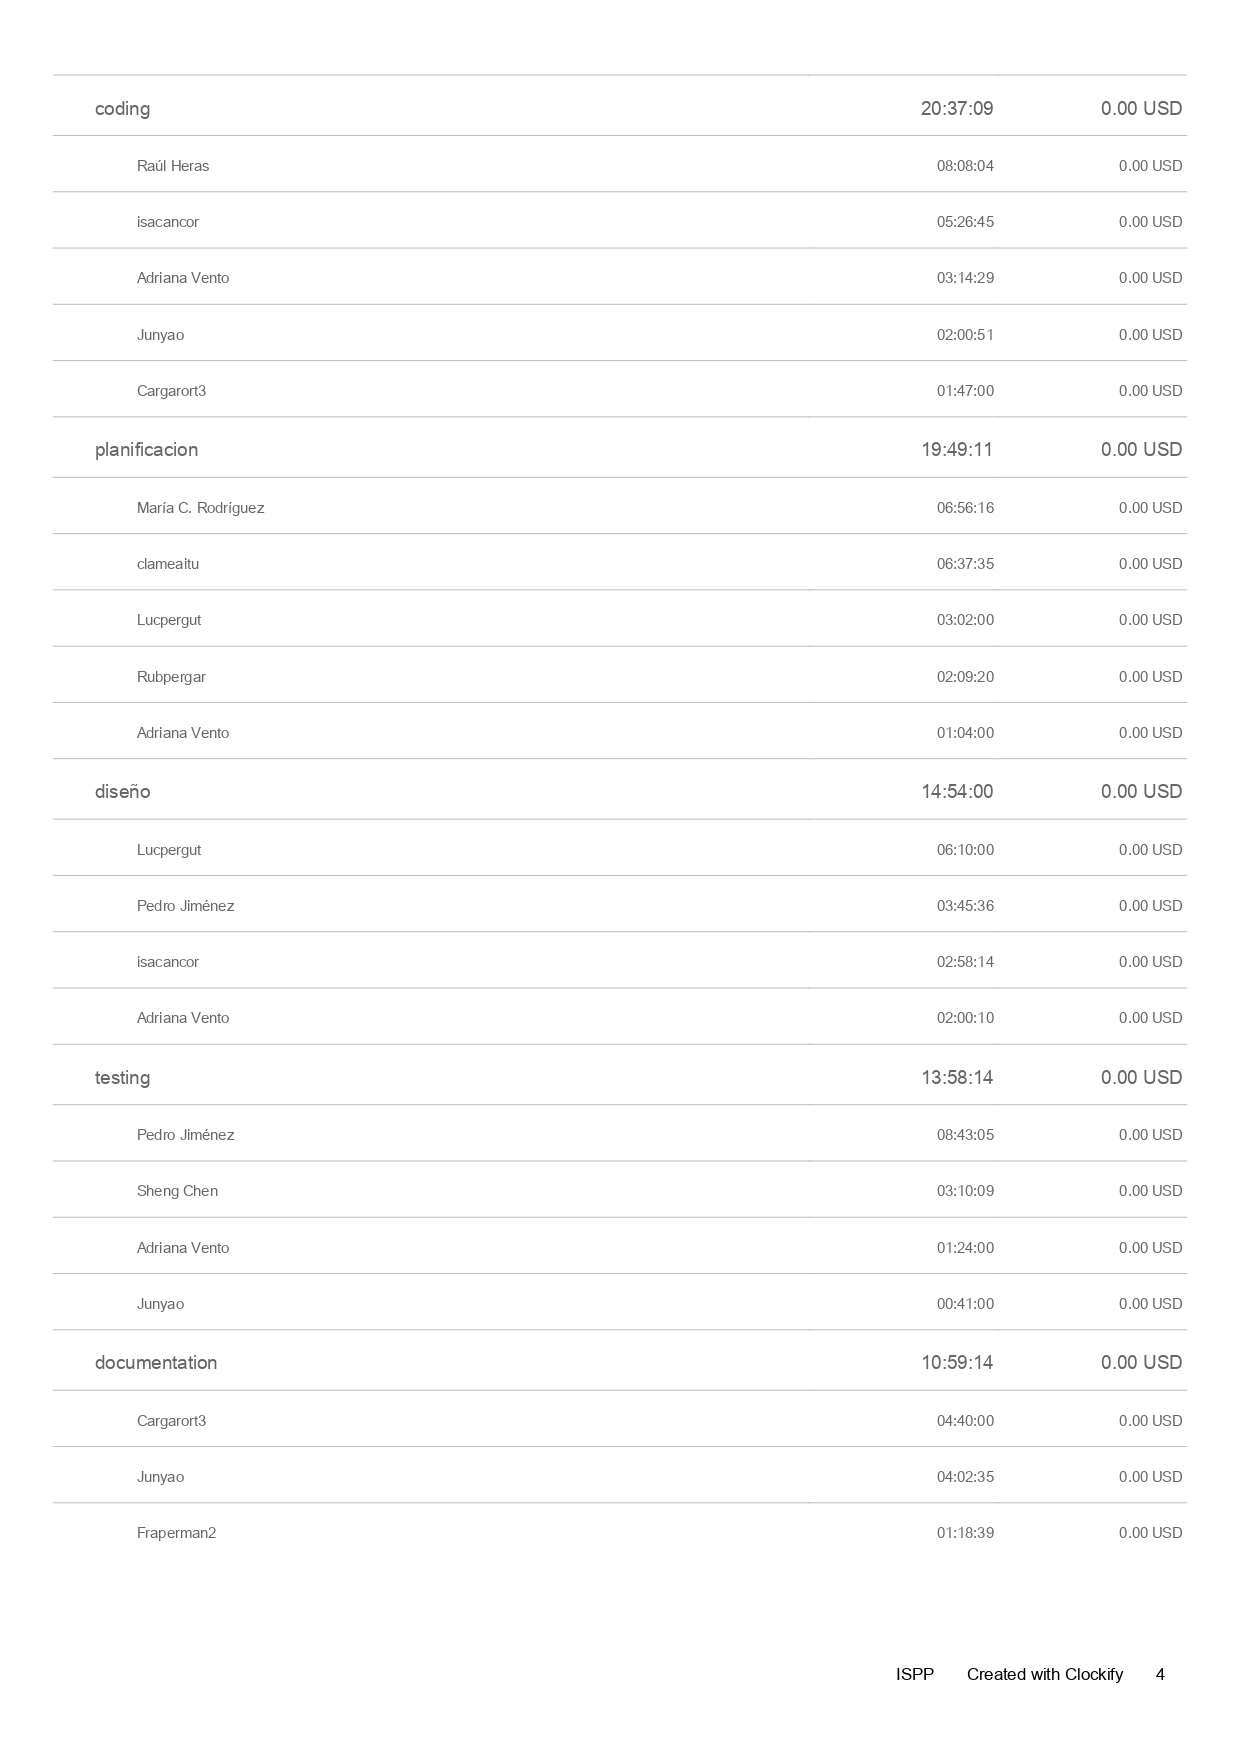 coding 20:37:09 0.00 USD
Raúl Heras 08:08:04 0.00 USD
isacancor 05:26:45 0.00 USD
Adriana Vento 03:14:29 0.00 USD
Junyao 02:00:51 0.00 USD
Cargarort3 01:47:00 0.00 USD
planificacion 19:49:11 0.00 USD
María C. Rodríguez 06:56:16 0.00 USD
clameaitu 06:37:35 0.00 USD
Lucpergut 03:02:00 0.00 USD
Rubpergar 02:09:20 0.00 USD
Adriana Vento 01:04:00 0.00 USD
diseño 14:54:00 0.00 USD
Lucpergut 06:10:00 0.00 USD
Pedro Jiménez 03:45:36 0.00 USD
isacancor 02:58:14 0.00 USD
Adriana Vento 02:00:10 0.00 USD
testing 13:58:14 0.00 USD
Pedro Jiménez 08:43:05 0.00 USD
Sheng Chen 03:10:09 0.00 USD
Adriana Vento 01:24:00 0.00 USD
Junyao 00:41:00 0.00 USD
documentation 10:59:14 0.00 USD
Cargarort3 04:40:00 0.00 USD
Junyao 04:02:35 0.00 USD
Fraperman2 01:18:39 0.00 USD
ISPP Created with Clockify 4